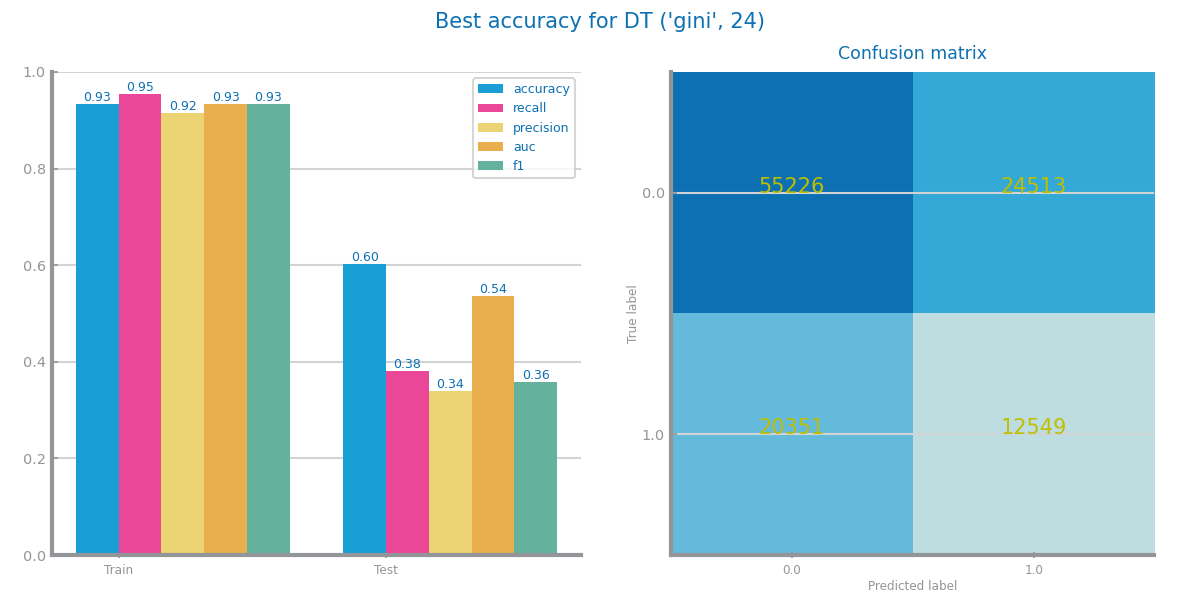 Best accuracy for DT ('gini', 24)
1.0
0.8
0.6
0.4
0.2
0.0
0.93
0.95
0.92
0.93
0.93
0.60
0.38
0.34
0.54
0.36
accuracy
recall
precision
auc
f1
Train
Test
Confusion matrix
True label
0.0
1.0
55226
24513
20351
12549
0.0
1.0
Predicted label